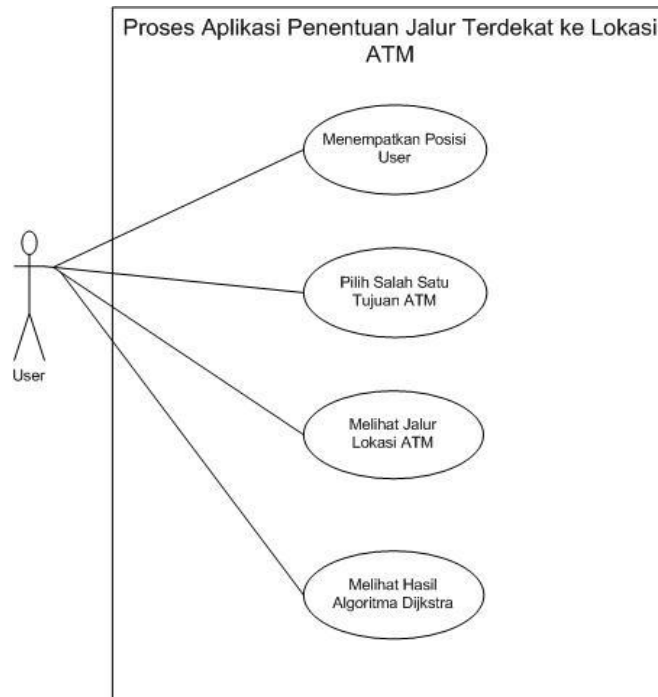 Proses Aplikasi Penentuan Jalur Terdekat ke Lokasi
ATM
Menempatkan Posisi
User
Pilih Salah Satu
Tujuan ATM
User
Melihat Jalur
Lokasi ATM
Melihat Hasil
Algoritma Dijkstra